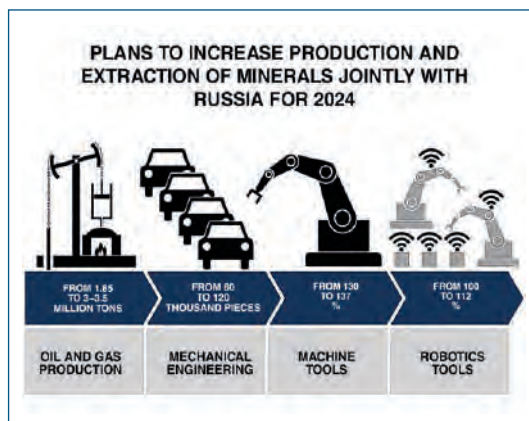 PLANS TO INCREASE PRODUCTION AND
EXTRACTION OF MINERALS JOINTLY WITH
RUSSIA FOR 2024
FROM 1.85
TO 3–3.5
MILLION TONS
FROM 60
TO 120
THOUSAND PIECES
FROM 130
TO 137
%
FROM 100
TO 112
%
OIL AND GAS
PRODUCTION
MECHANICAL
ENGINEERING
MACHINE
TOOLS
ROBOTICS
TOOLS